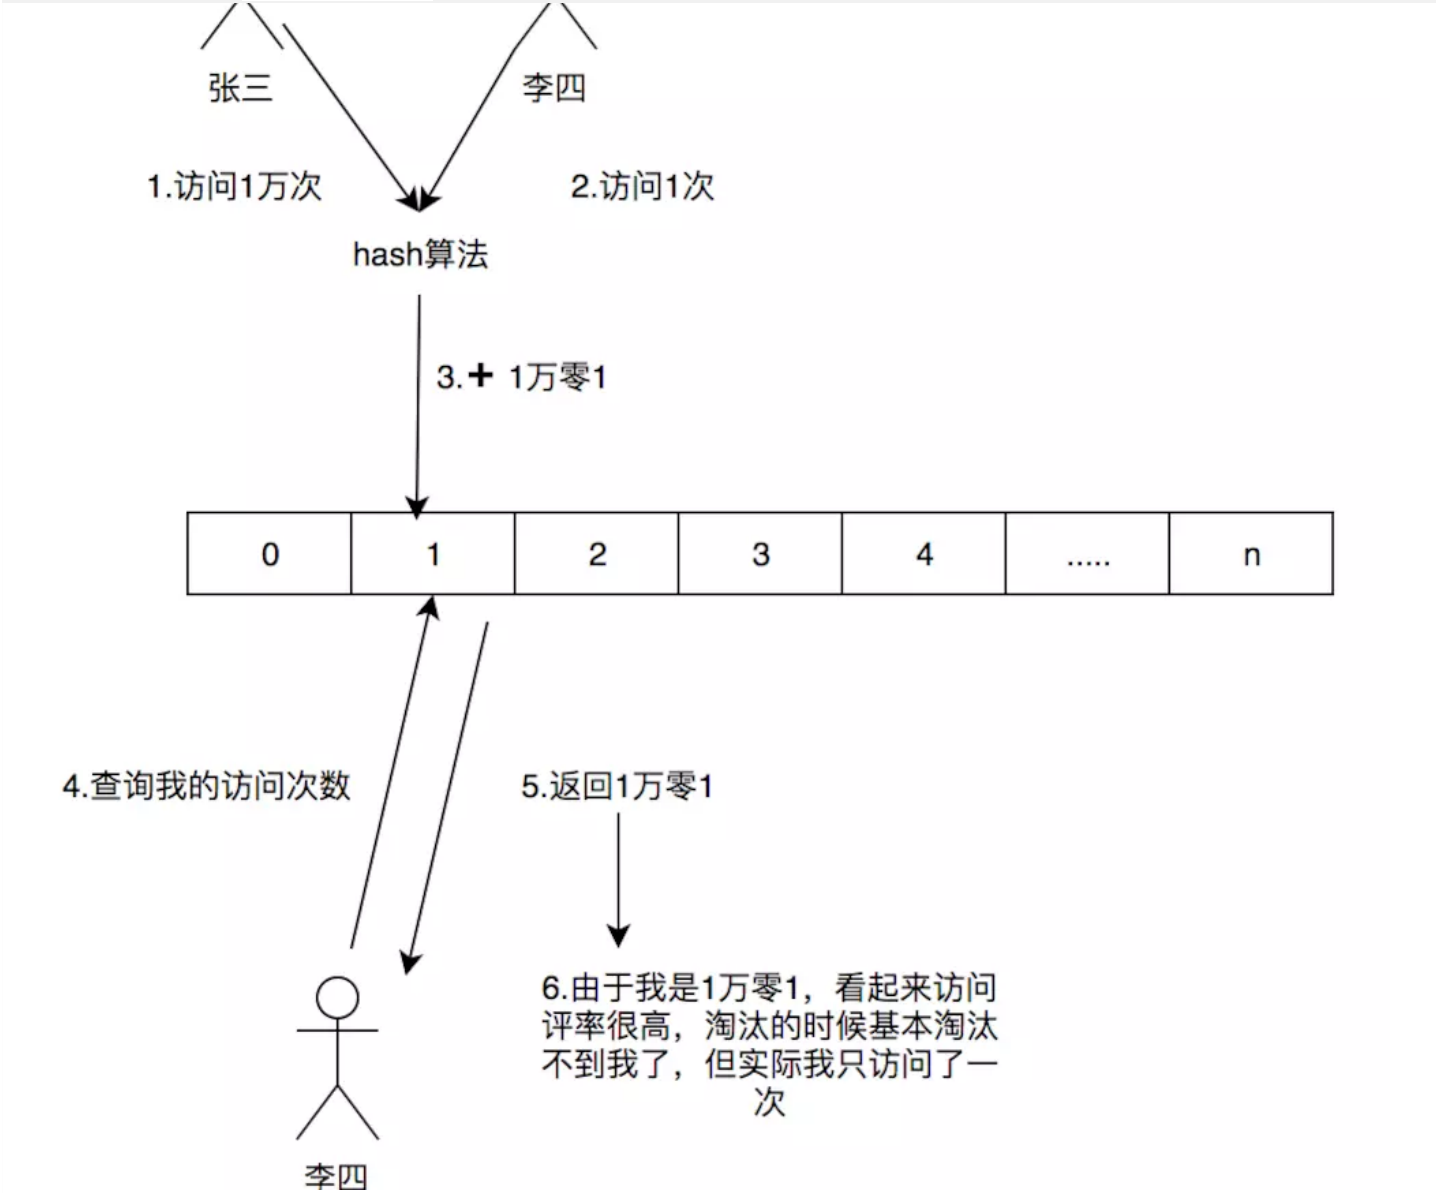 张三
李四
1.访问1万次
2.访问1次
hash算法
3.+ 1万零1
0 1 2 3 4 ..... n
4.查询我的访问次数
5.返回1万零1
6.由于我是1万零1，看起来访问
评率很高，淘汰的时候基本淘汰
不到我了，但实际我只访问了一
次
李四